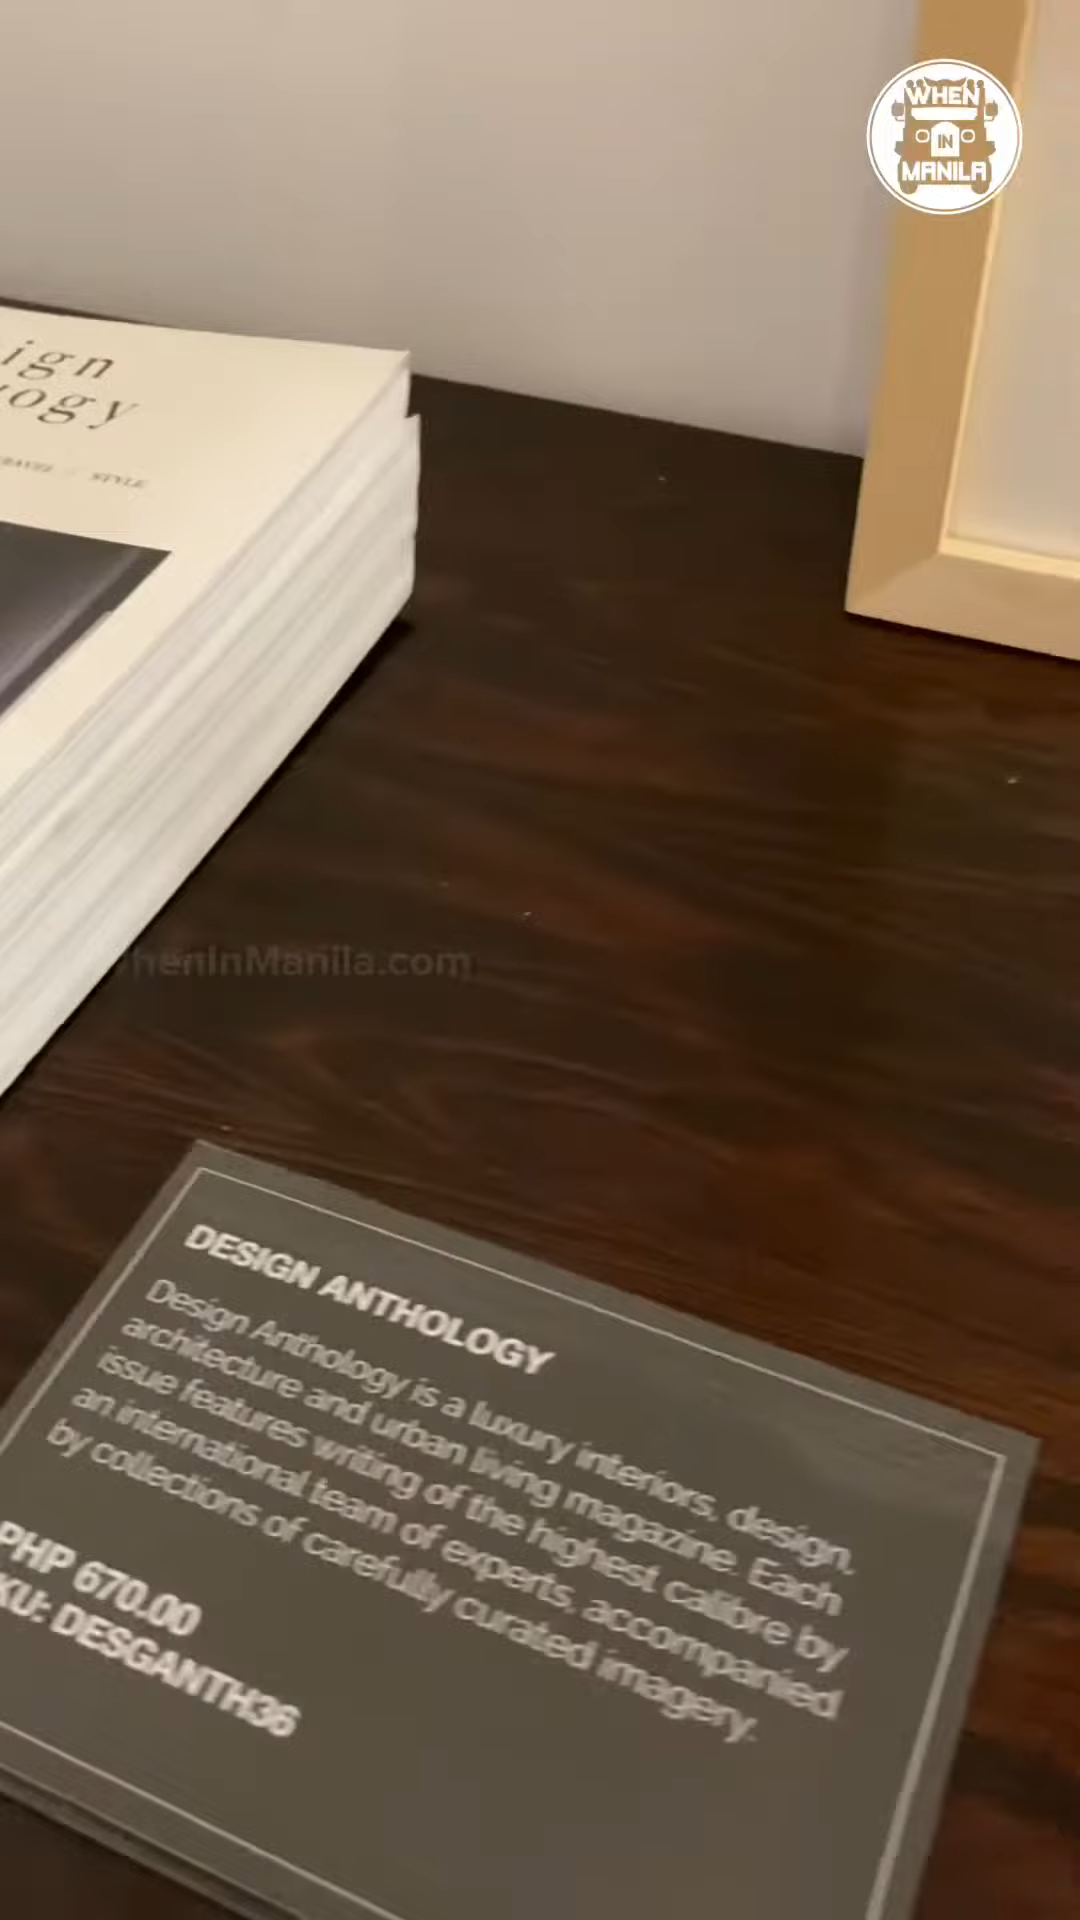 WHEN
IN
MANILA
ign
ogy
STYLE
henInManila.com
DESIGN ANTHOLOGY
Design Anthology is a luxury interiors, design,
architecture and urban living magazine. Each
issue features writing of the highest calibre by
an international team of experts, accompanied
by collections of carefully curated imagery.
PHP 670.00
KU: DESGANTH36